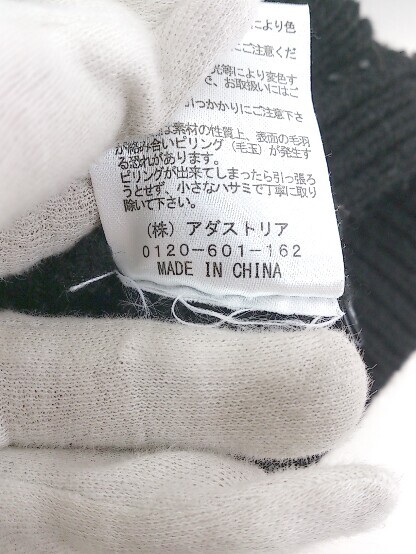 により色
にご注意くだ
光等により変色す
で、お取扱いにはご
引っかかりにご注意下さ
な素材の性質上、表面の毛羽
が絡み合いピリング(毛玉)が発生す
る恐れがあります。
ピリングが出来てしまったら引っ張ろ
うとせず、小さなハサミで丁寧に取り
除いて下さい。
(株)アダストリア
0120-601-162
MADE IN CHINA